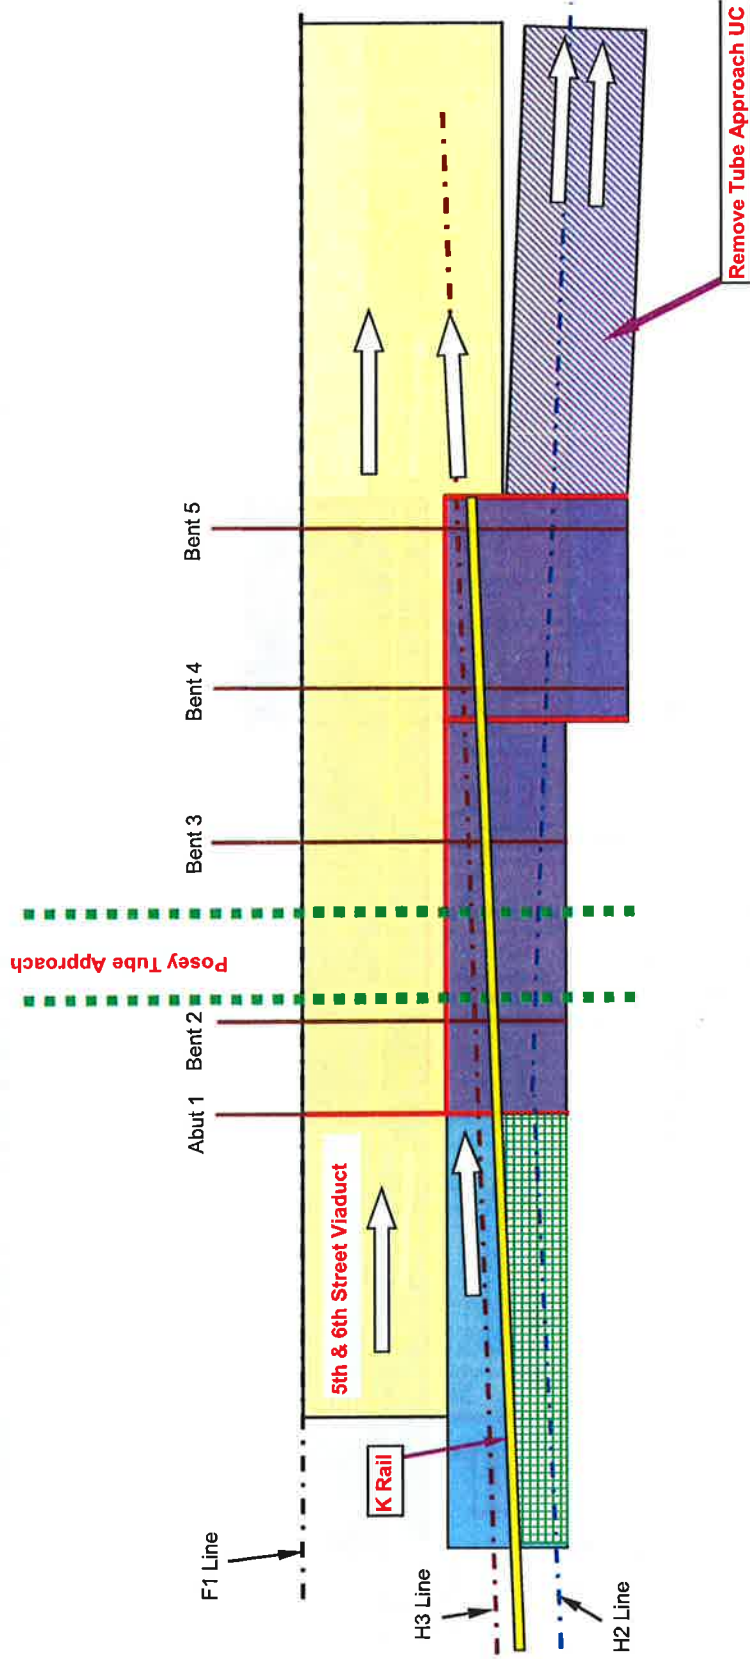 F1 Line
H3 Line
H2 Line
K Rail
5th & 6th Street Viaduct
Abut 1
Bent 2
Posey Tube Approach
Bent 3
Bent 4
Bent 5
Remove Tube Approach UC